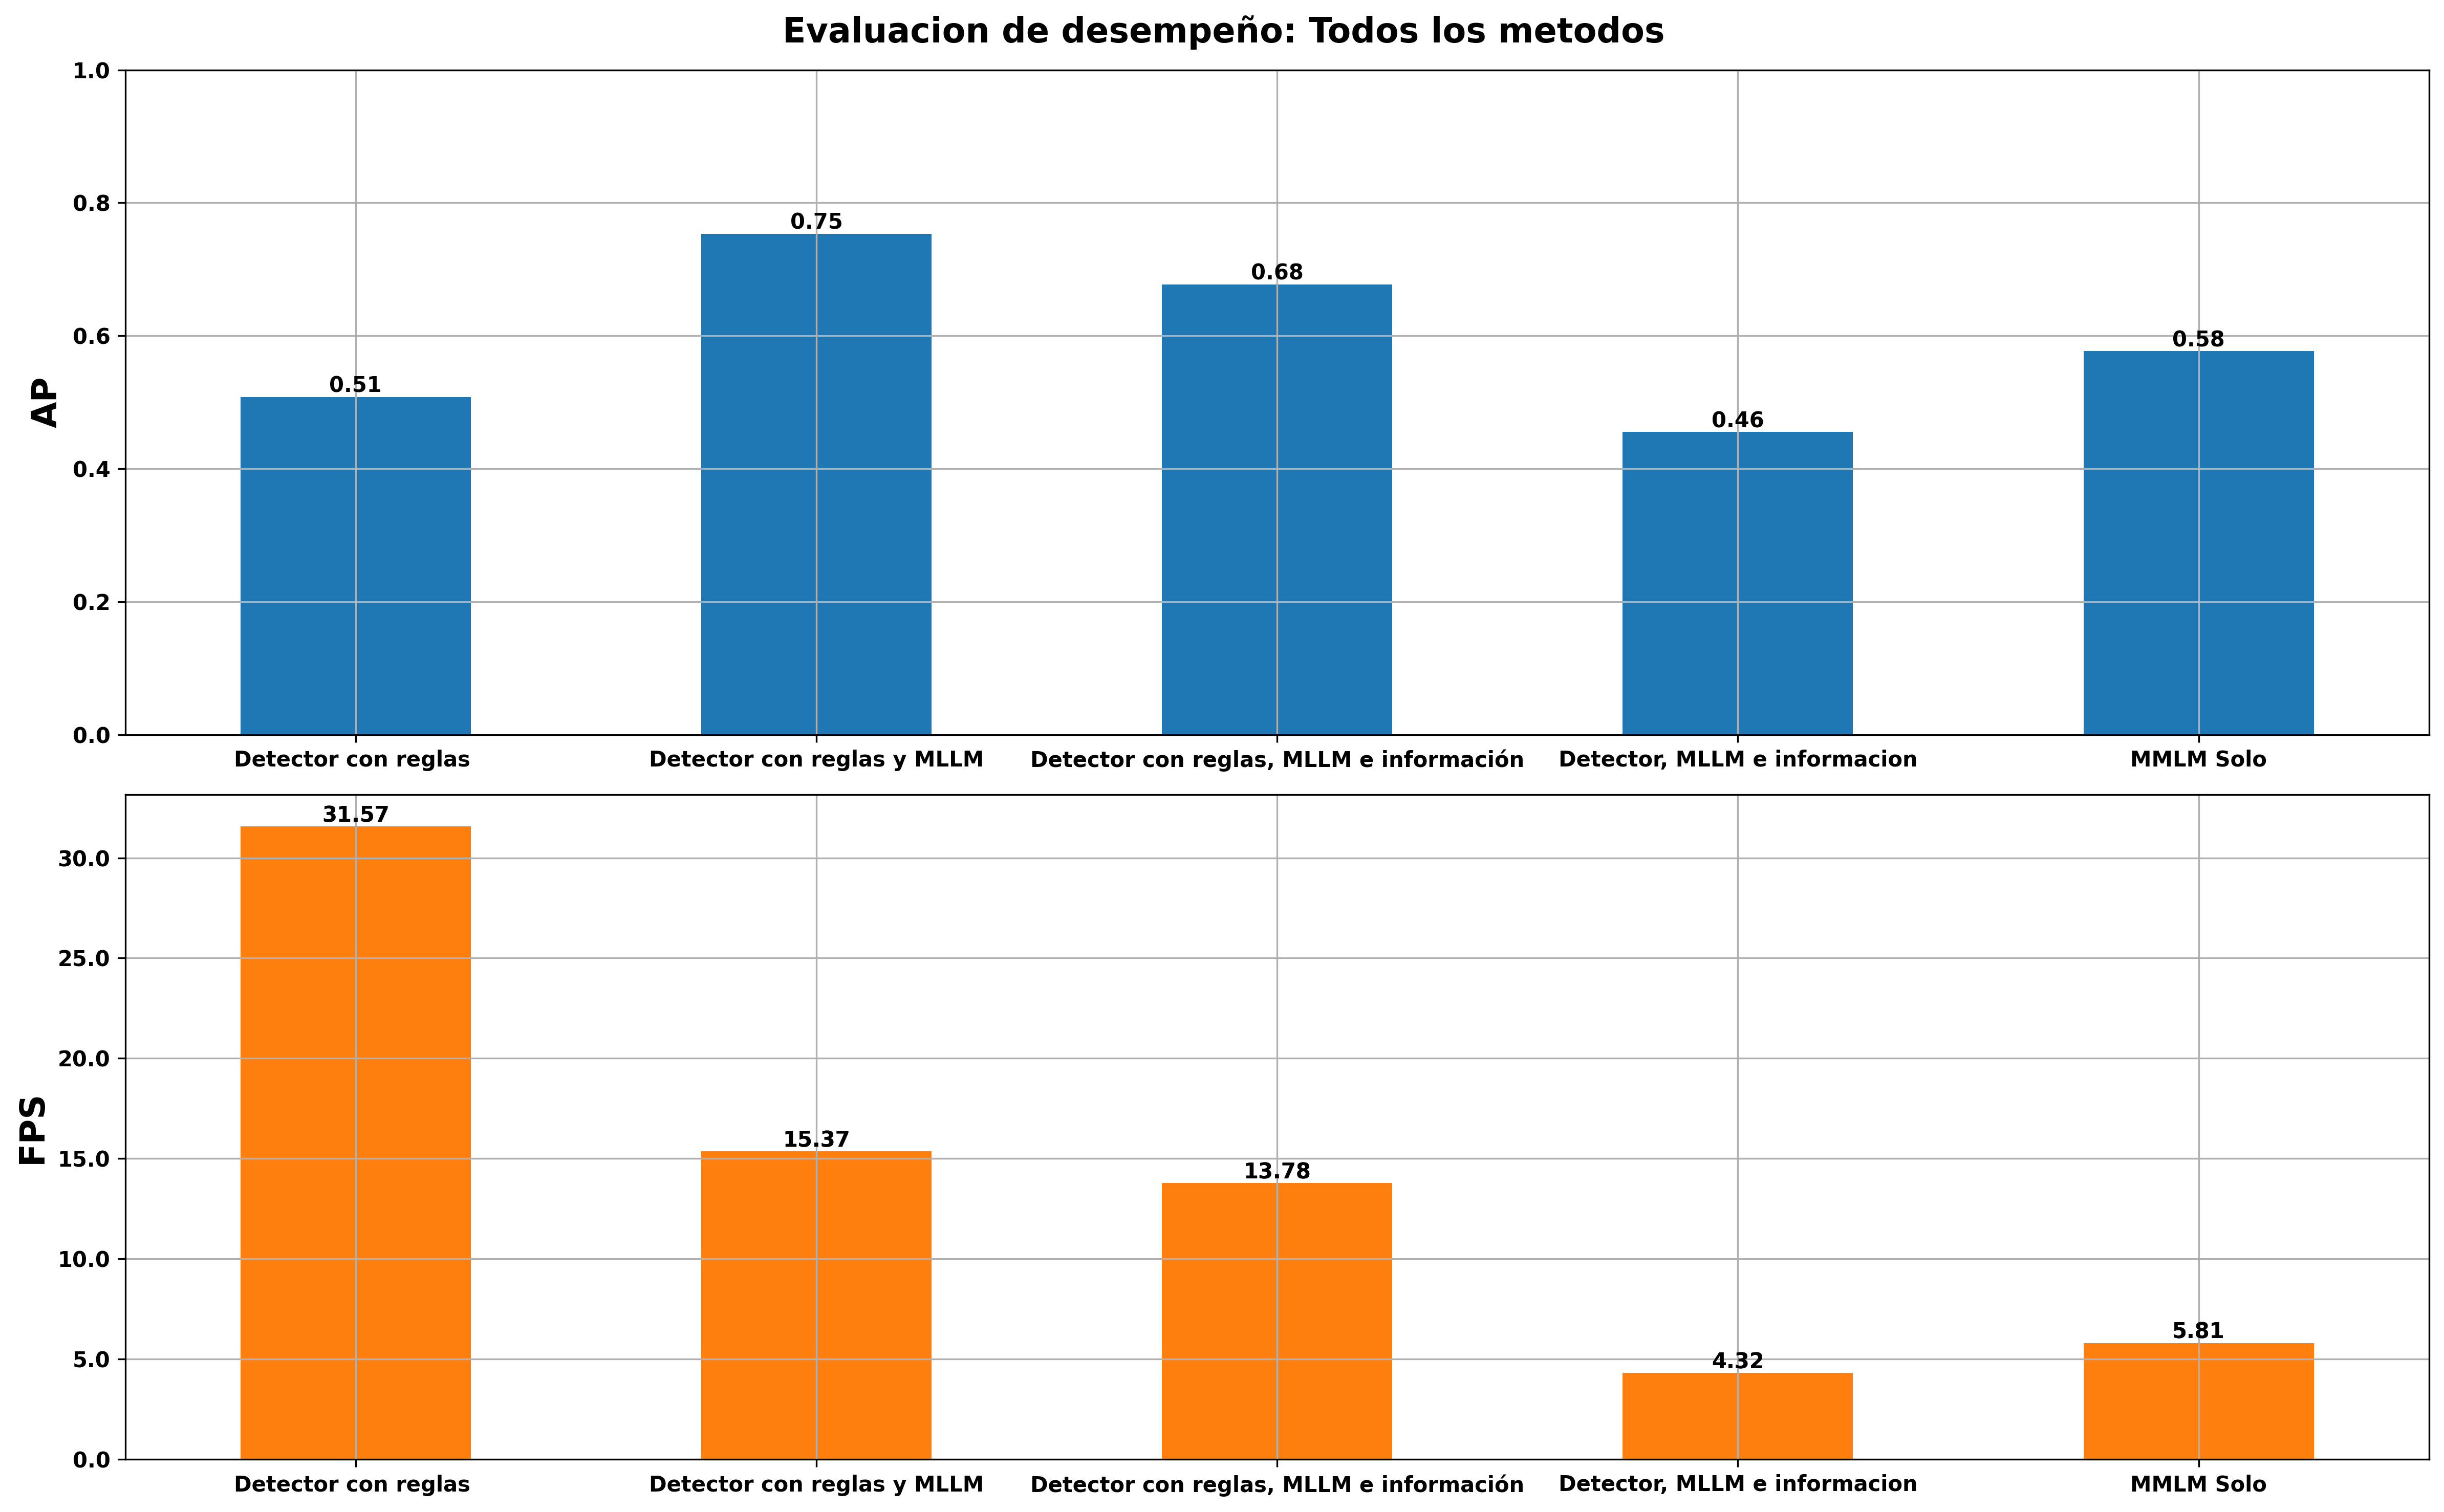 Evaluacion de desempeño: Todos los metodos
AP
1.0
0.8
0.6
0.4
0.2
0.0
0.51
0.75
0.68
0.46
0.58
Detector con reglas
Detector con reglas y MLLM
Detector con reglas, MLLM e información
Detector, MLLM e informacion
MMLM Solo
FPS
30.0
25.0
20.0
15.0
10.0
5.0
0.0
31.57
15.37
13.78
4.32
5.81
Detector con reglas
Detector con reglas y MLLM
Detector con reglas, MLLM e información
Detector, MLLM e informacion
MMLM Solo